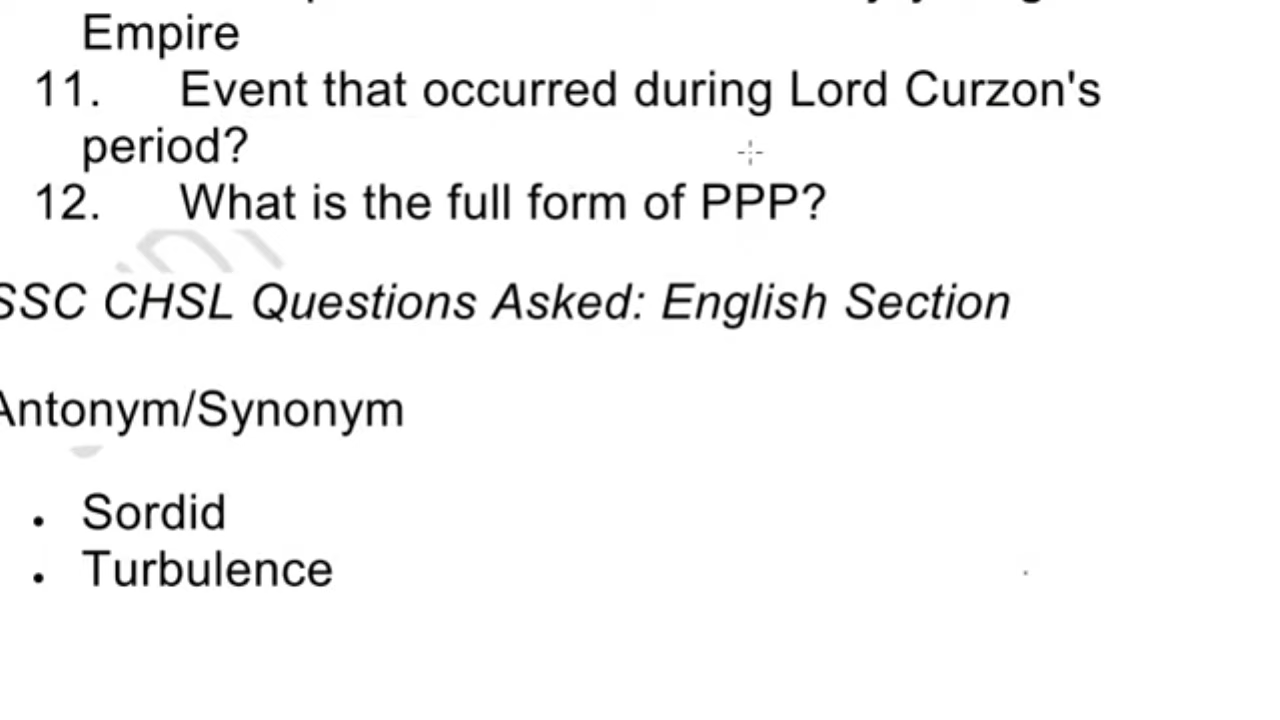 Empire
11. Event that occurred during Lord Curzon's
period?
12. What is the full form of PPP?
SSC CHSL Questions Asked: English Section
Antonym/Synonym
• Sordid
• Turbulence